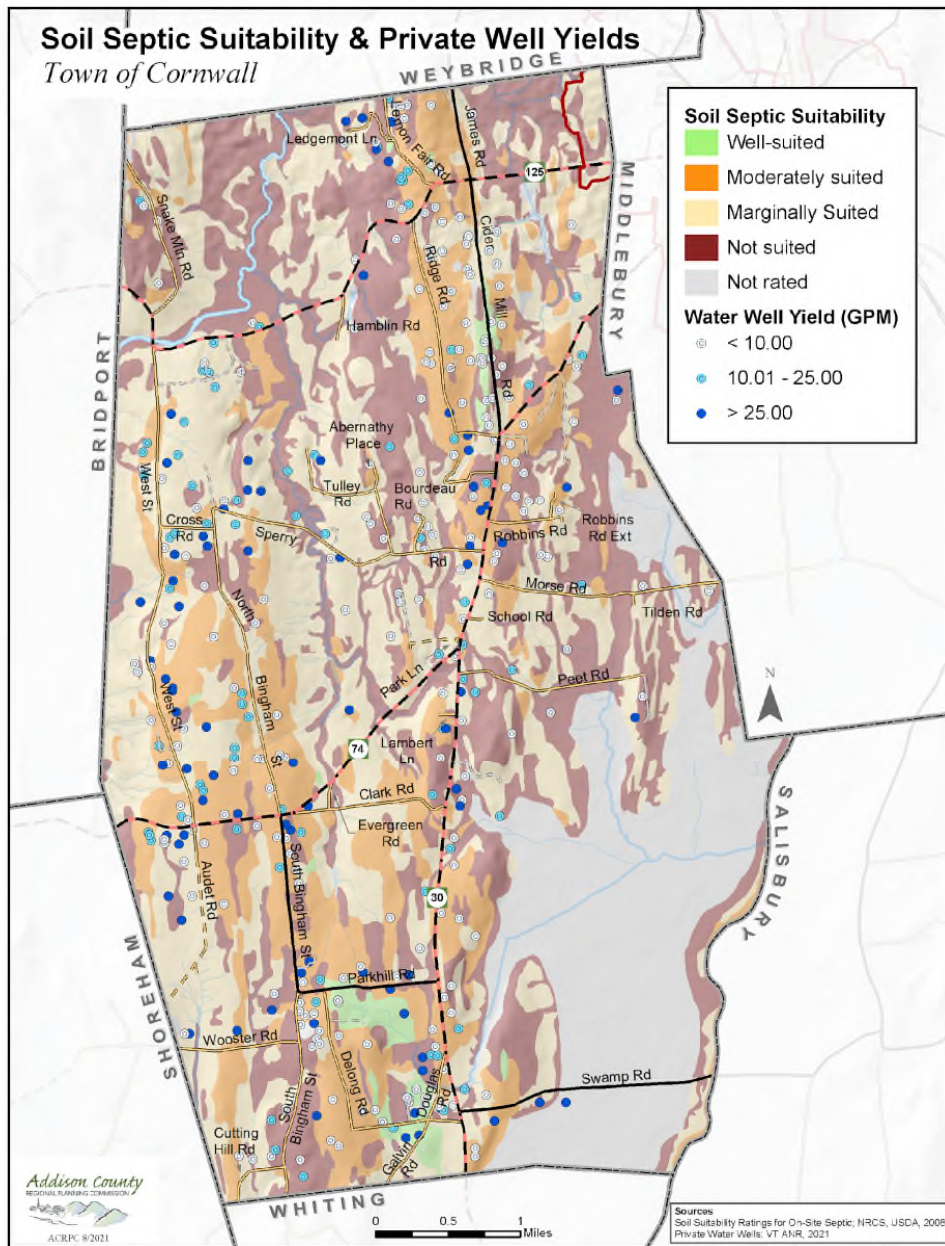 Soil Septic Suitability & Private Well Yields
Town of Cornwall
WEYBRIDGE
MIDDLEBURY
BRIDPORT
SALISBURY
SHOREHAM
WHITING
Soil Septic Suitability
Well-suited
Moderately suited
Marginally Suited
Not suited
Not rated
Water Well Yield (GPM)
< 10.00
10.01 - 25.00
> 25.00
Ledgemont Ln
Lemon Fair Rd
James Rd
125
Snake Mtn Rd
Cider
Mill
Rd
Ridge Rd
Hamblin Rd
Abernathy
Place
Tulley
Rd
Bourdeau
Rd
West St
Cross
Rd
Sperry
Rd
Robbins Rd
Robbins
Rd Ext
Morse Rd
Tilden Rd
School Rd
North
Bingham
St
Park Ln
Peet Rd
West St
74
Lambert
Ln
Clark Rd
Evergreen
Rd
Audet Rd
South Bingham St
30
Parkhill Rd
Wooster Rd
Delong Rd
Douglas
Rd
Swamp Rd
South
Bingham St
Cutting
Hill Rd
Galvin
Rd
N
Addison County
REGIONAL PLANNING COMMISSION
ACRPC 8/2021
0 0.5 1
Miles
Sources
Soil Suitability Ratings for On-Site Septic; NRCS, USDA, 2008
Private Water Wells: VT ANR, 2021